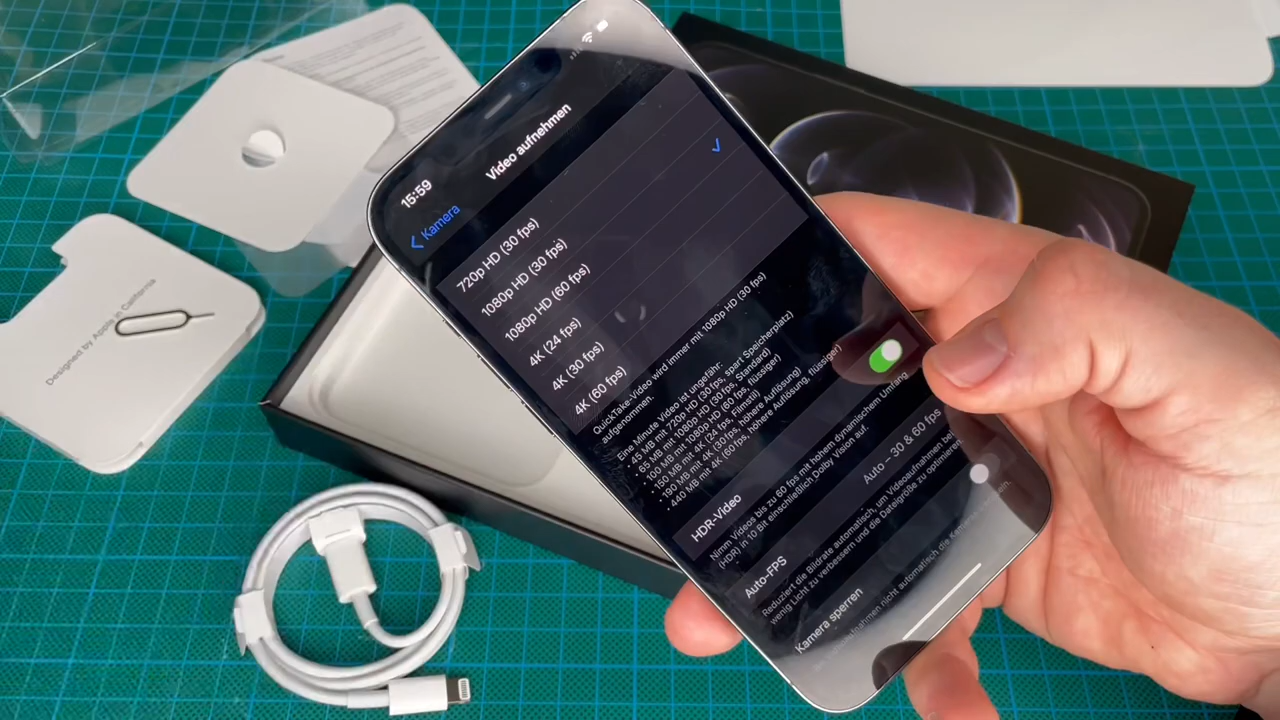 15:59
Kamera
Video aufnehmen
720p HD (30 fps)
1080p HD (30 fps)
1080p HD (60 fps)
4K (24 fps)
4K (30 fps)
4K (60 fps)
QuickTake-Video wird immer mit 1080p HD (30 fps)
aufgenommen.
Eine Minute Video ist ungefähr:
• 45 MB mit 720p HD (30 fps, spart Speicherplatz)
• 65 MB mit 1080p HD (30 fps, Standard)
• 100 MB mit 1080p HD (60 fps, flüssiger)
• 150 MB mit 4K (24 fps, Filmstil)
• 190 MB mit 4K (30 fps, höhere Auflösung)
• 440 MB mit 4K (60 fps, höhere Auflösung, flüssiger)
HDR-Video
Nimm Videos bis zu 60 fps mit hohem dynamischem Umfang
(HDR) in 10 Bit einschließlich Dolby Vision auf.
Auto-FPS
Auto – 30 & 60 fps
Reduziert die Bildrate automatisch, um Videoaufnahmen bei
wenig Licht zu verbessern und die Dateigröße zu optimieren.
Kamera sperren
nicht automatisch die
Designed by Apple in California